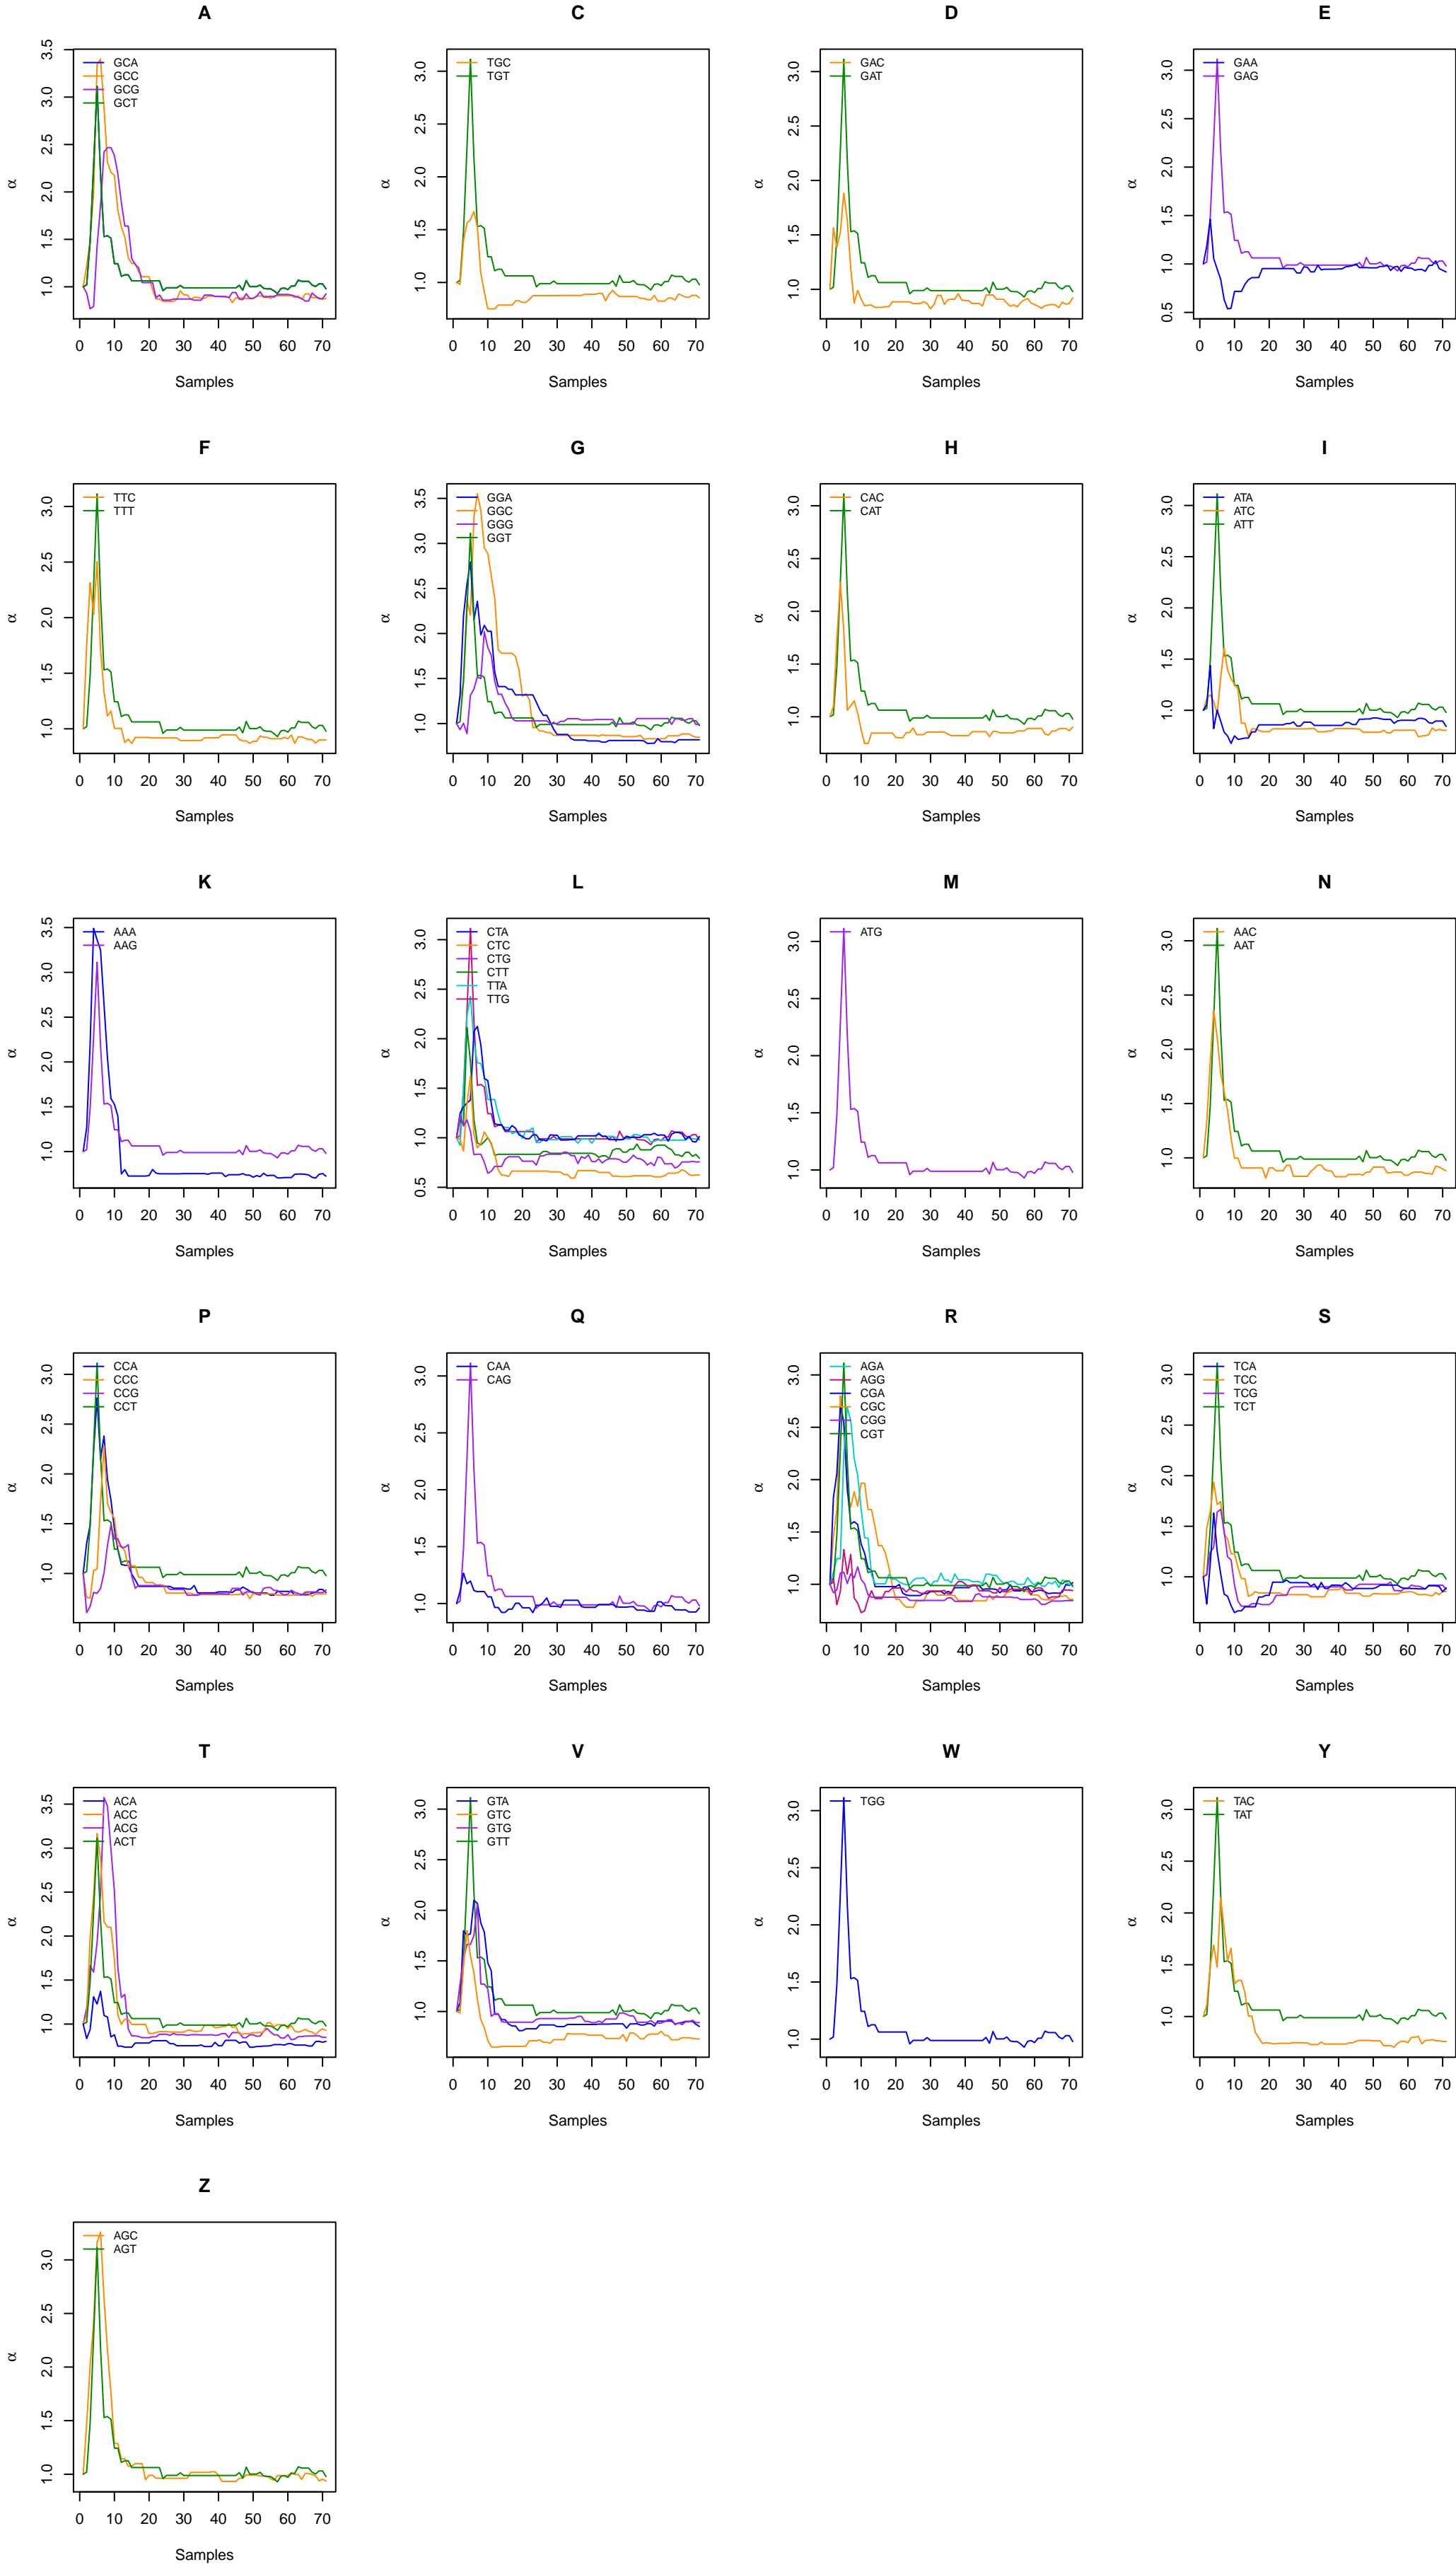 A
α
3.5
3.0
2.5
2.0
1.5
1.0
GCA
GCC
GCG
GCT
0 10 20 30 40 50 60 70
Samples
C
α
3.0
2.5
2.0
1.5
1.0
TGC
TGT
0 10 20 30 40 50 60 70
Samples
D
α
3.0
2.5
2.0
1.5
1.0
GAC
GAT
0 10 20 30 40 50 60 70
Samples
E
α
3.0
2.5
2.0
1.5
1.0
0.5
GAA
GAG
0 10 20 30 40 50 60 70
Samples
F
α
3.0
2.5
2.0
1.5
1.0
TTC
TTT
0 10 20 30 40 50 60 70
Samples
G
α
3.5
3.0
2.5
2.0
1.5
1.0
GGA
GGC
GGG
GGT
0 10 20 30 40 50 60 70
Samples
H
α
3.0
2.5
2.0
1.5
1.0
CAC
CAT
0 10 20 30 40 50 60 70
Samples
I
α
3.0
2.5
2.0
1.5
1.0
ATA
ATC
ATT
0 10 20 30 40 50 60 70
Samples
K
α
3.5
3.0
2.5
2.0
1.5
1.0
AAA
AAG
0 10 20 30 40 50 60 70
Samples
L
α
3.0
2.5
2.0
1.5
1.0
0.5
CTA
CTC
CTG
CTT
TTA
TTG
0 10 20 30 40 50 60 70
Samples
M
α
3.0
2.5
2.0
1.5
1.0
ATG
0 10 20 30 40 50 60 70
Samples
N
α
3.0
2.5
2.0
1.5
1.0
AAC
AAT
0 10 20 30 40 50 60 70
Samples
P
α
3.0
2.5
2.0
1.5
1.0
CCA
CCC
CCG
CCT
0 10 20 30 40 50 60 70
Samples
Q
α
3.0
2.5
2.0
1.5
1.0
CAA
CAG
0 10 20 30 40 50 60 70
Samples
R
α
3.0
2.5
2.0
1.5
1.0
AGA
AGG
CGA
CGC
CGG
CGT
0 10 20 30 40 50 60 70
Samples
S
α
3.0
2.5
2.0
1.5
1.0
TCA
TCC
TCG
TCT
0 10 20 30 40 50 60 70
Samples
T
α
3.5
3.0
2.5
2.0
1.5
1.0
ACA
ACC
ACG
ACT
0 10 20 30 40 50 60 70
Samples
V
α
3.0
2.5
2.0
1.5
1.0
GTA
GTC
GTG
GTT
0 10 20 30 40 50 60 70
Samples
W
α
3.0
2.5
2.0
1.5
1.0
TGG
0 10 20 30 40 50 60 70
Samples
Y
α
3.0
2.5
2.0
1.5
1.0
TAC
TAT
0 10 20 30 40 50 60 70
Samples
Z
α
3.0
2.5
2.0
1.5
1.0
AGC
AGT
0 10 20 30 40 50 60 70
Samples